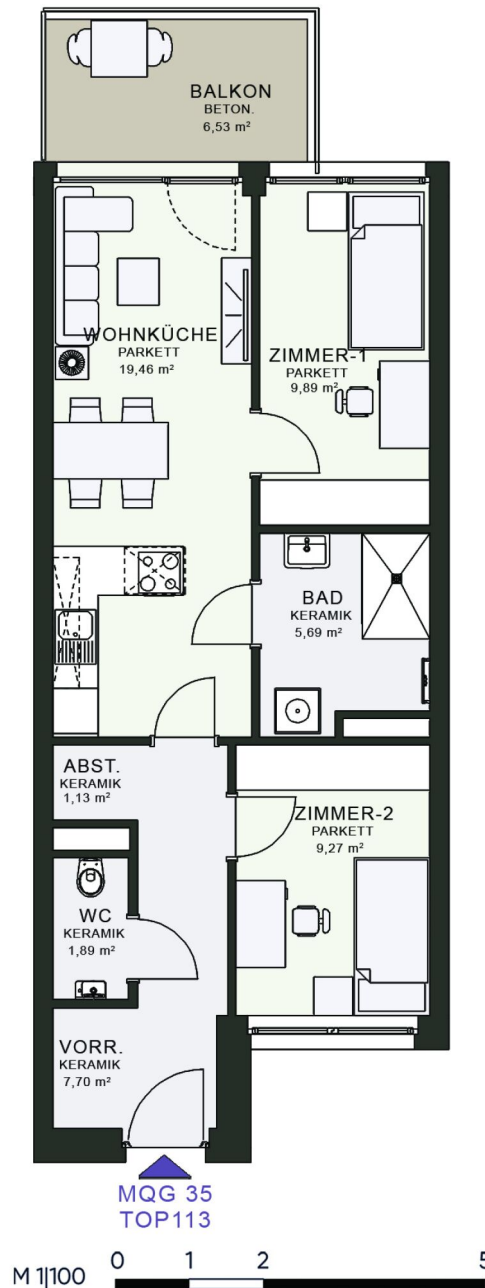 BALKON
BETON.
6,53 m²
WOHNKÜCHE
PARKETT
19,46 m²
ZIMMER-1
PARKETT
9,89 m²
BAD
KERAMIK
5,69 m²
ABST.
KERAMIK
1,13 m²
ZIMMER-2
PARKETT
9,27 m²
WC
KERAMIK
1,89 m²
VORR.
KERAMIK
7,70 m²
MQG 35
TOP113
M 1|100 0 1 2 5